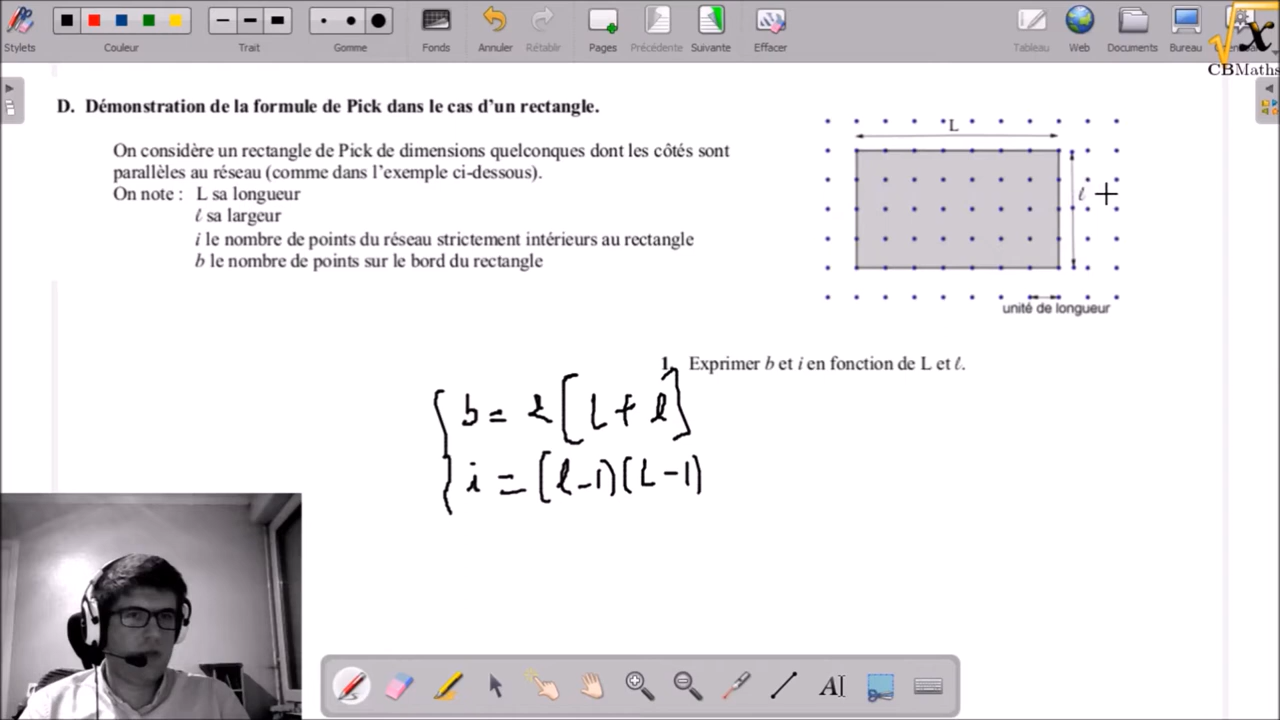 Stylets
Couleur
Trait
Gomme
Fonds
Annuler
Rétablir
Pages
Précédente
Suivante
Effacer
Tableau
Web
Documents
Bureau
√x
CBMaths
D. Démonstration de la formule de Pick dans le cas d'un rectangle.
On considère un rectangle de Pick de dimensions quelconques dont les côtés sont
parallèles au réseau (comme dans l'exemple ci-dessous).
On note : L sa longueur
ℓ sa largeur
i le nombre de points du réseau strictement intérieurs au rectangle
b le nombre de points sur le bord du rectangle
L
ℓ
unité de longueur
1. Exprimer b et i en fonction de L et ℓ.
b = 2[L + ℓ]
i = (ℓ-1)(L-1)
AI